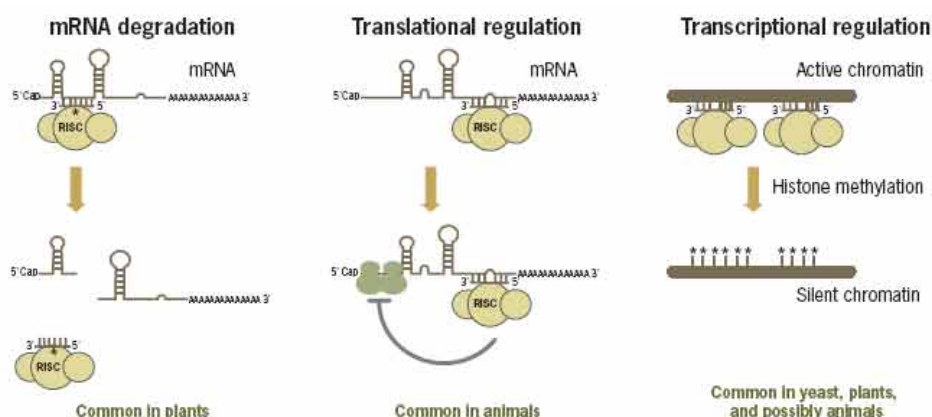 mRNA degradation
mRNA
5'Cap
AAAAAAAAAAAAA 3'
3'
5'
*
RISC
5'Cap
AAAAAAAAAAAAA 3'
3'
5'
*
RISC
Common in plants
Translational regulation
mRNA
5'Cap
AAAAAAAAAAAAA 3'
3'
5'
RISC
5'Cap
AAAAAAAAAAAAA 3'
3'
5'
RISC
Common in animals
Transcriptional regulation
Active chromatin
3'
5'
3'
5'
Histone methylation
****** ****
Silent chromatin
Common in yeast, plants,
and possibly animals